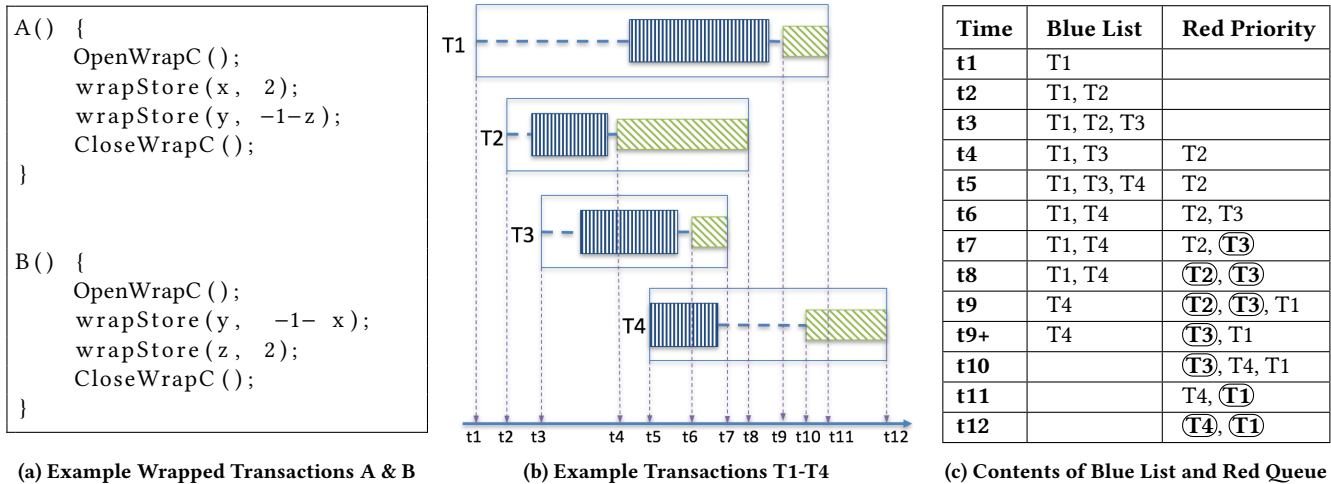 A() {
OpenWrapC();
wrapStore(x, 2);
wrapStore(y, −1−z);
CloseWrapC();
}
B() {
OpenWrapC();
wrapStore(y, −1− x);
wrapStore(z, 2);
CloseWrapC();
}
(a) Example Wrapped Transactions A & B
T1
T2
T3
T4
t1 t2 t3 t4 t5 t6 t7 t8 t9 t10 t11 t12
(b) Example Transactions T1-T4
Time Blue List Red Priority
t1 T1
t2 T1, T2
t3 T1, T2, T3
t4 T1, T3 T2
t5 T1, T3, T4 T2
t6 T1, T4 T2, T3
t7 T1, T4 T2, T3
t8 T1, T4 T2, T3
t9 T4 T2, T3, T1
t9+ T4 T3, T1
t10 T3, T4, T1
t11 T4, T1
t12 T4, T1
(c) Contents of Blue List and Red Queue